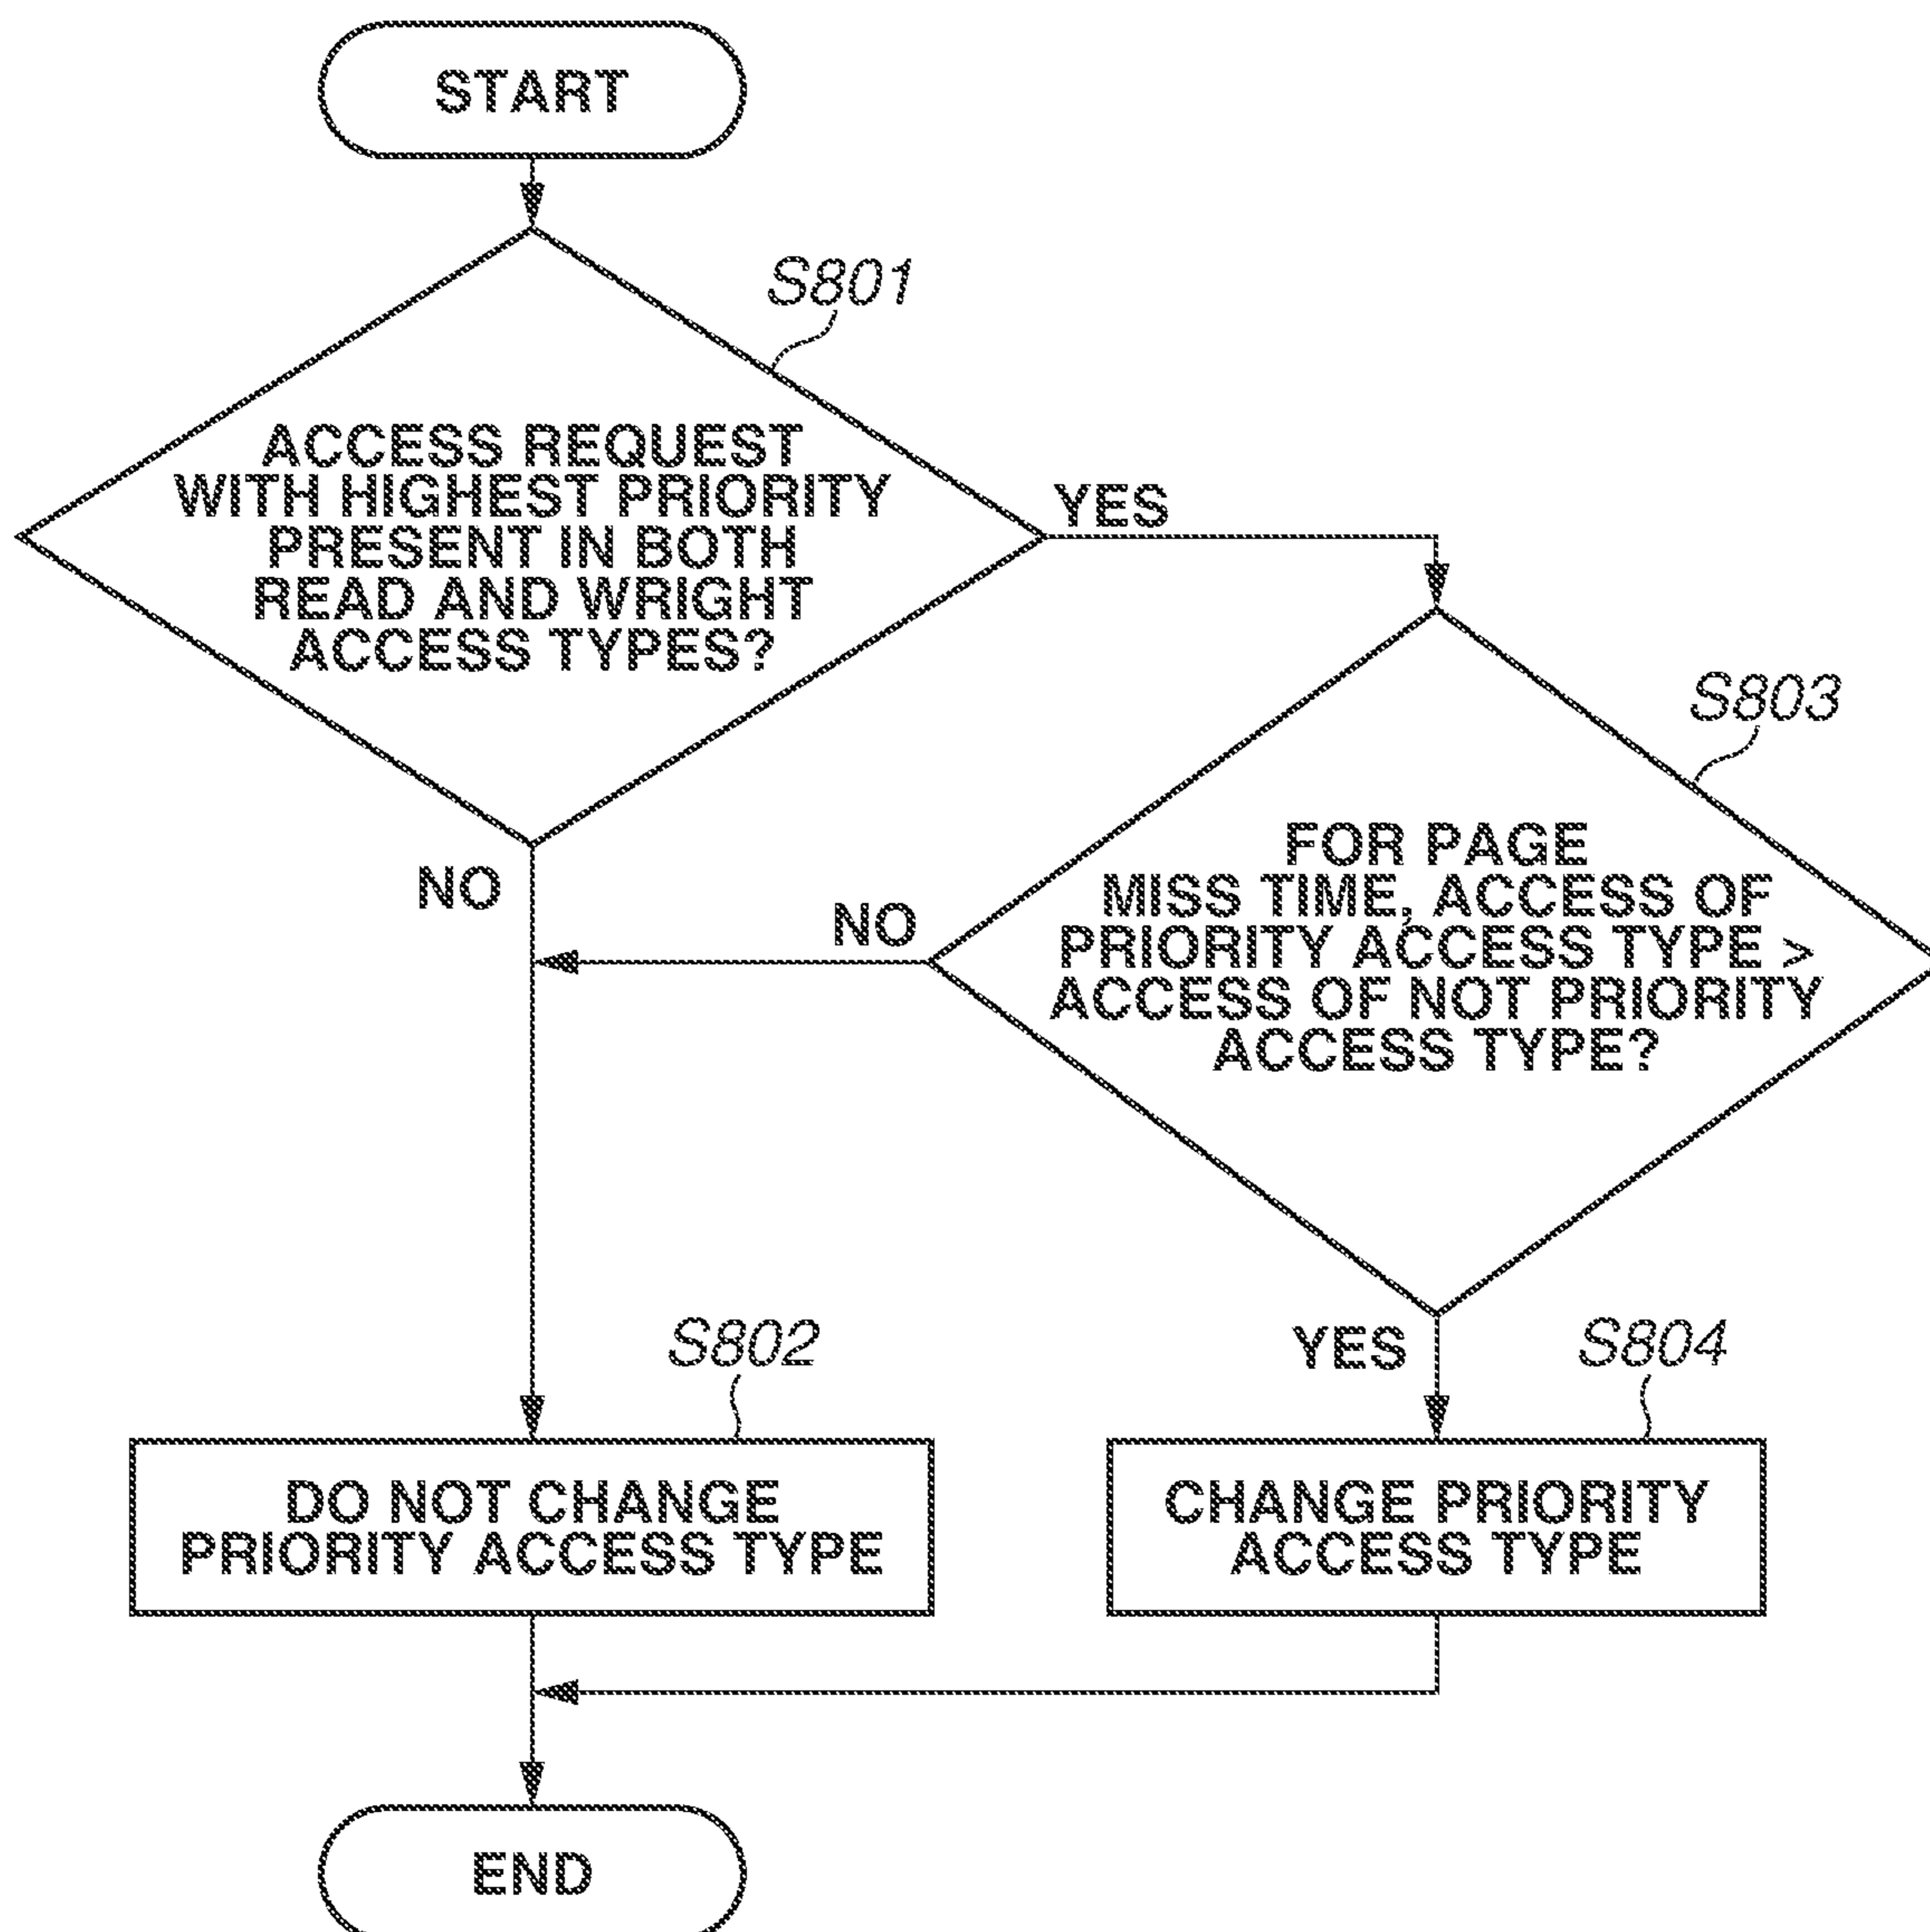 START
S801
ACCESS REQUEST
WITH HIGHEST PRIORITY
PRESENT IN BOTH
READ AND WRIGHT
ACCESS TYPES?
YES
NO
S803
FOR PAGE
MISS TIME, ACCESS OF
PRIORITY ACCESS TYPE >
ACCESS OF NOT PRIORITY
ACCESS TYPE?
NO
YES
S802
DO NOT CHANGE
PRIORITY ACCESS TYPE
S804
CHANGE PRIORITY
ACCESS TYPE
END